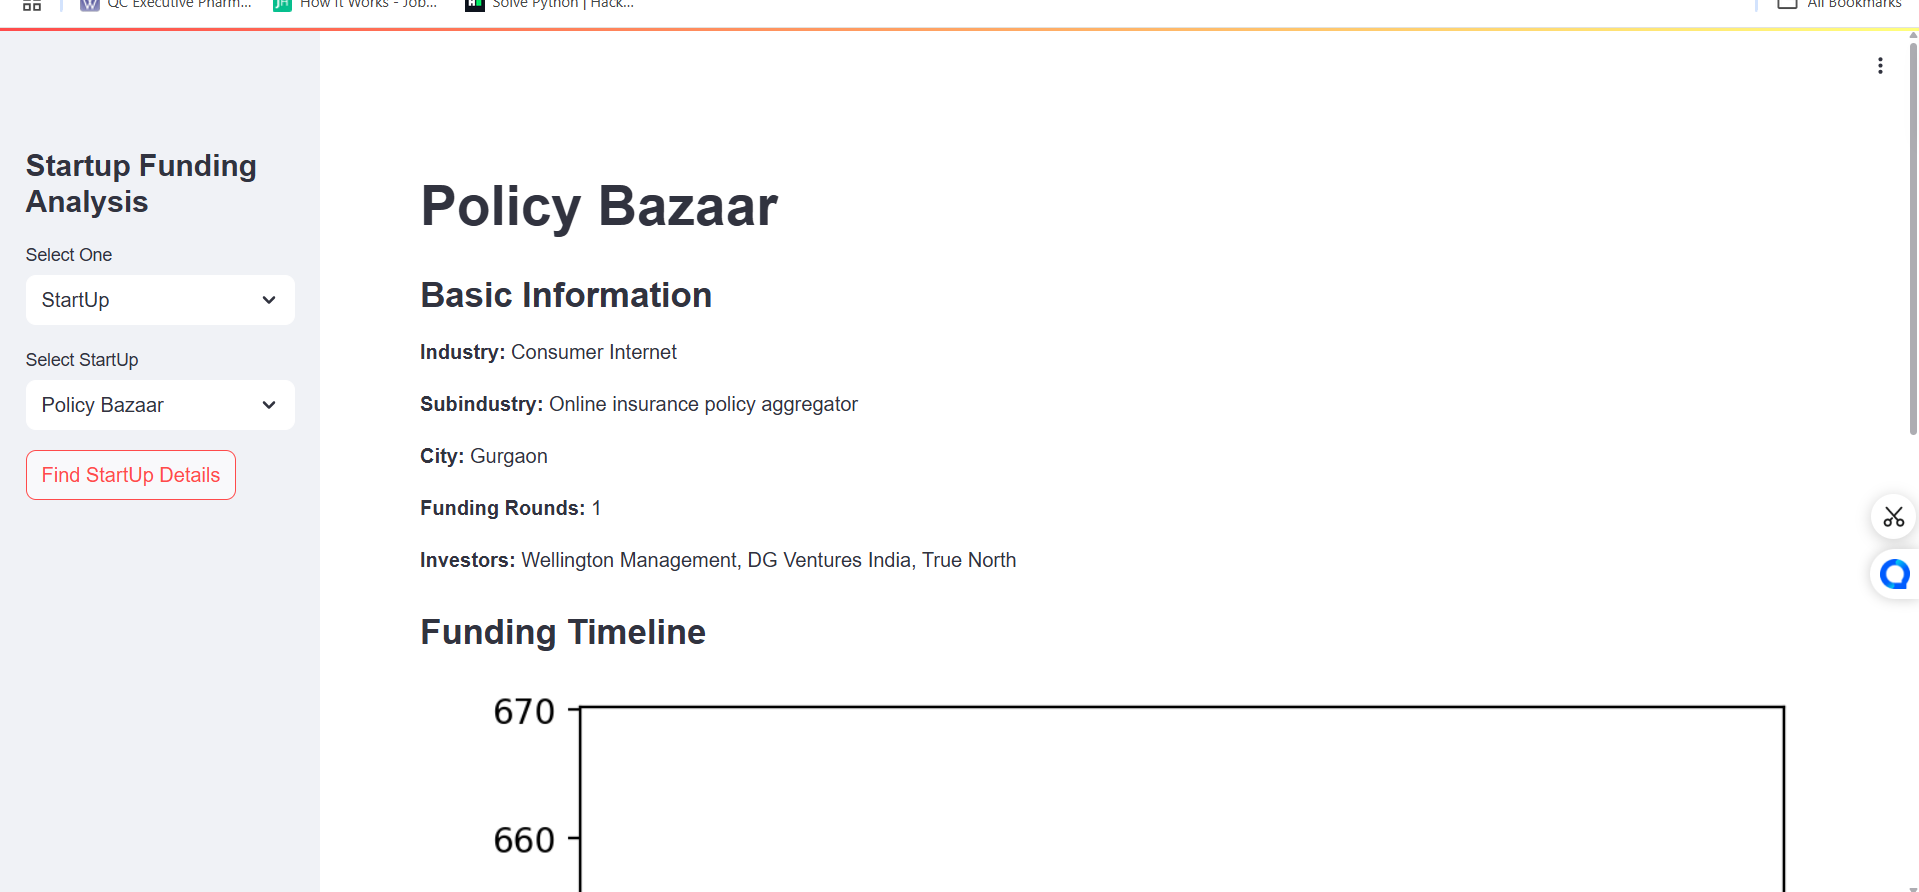 QC Executive Pharm...
How It Works - Job...
Solve Python | Hack...
All Bookmarks
Startup Funding
Analysis
Select One
StartUp
Select StartUp
Policy Bazaar
Find StartUp Details
Policy Bazaar
Basic Information
Industry: Consumer Internet
Subindustry: Online insurance policy aggregator
City: Gurgaon
Funding Rounds: 1
Investors: Wellington Management, DG Ventures India, True North
Funding Timeline
670
660